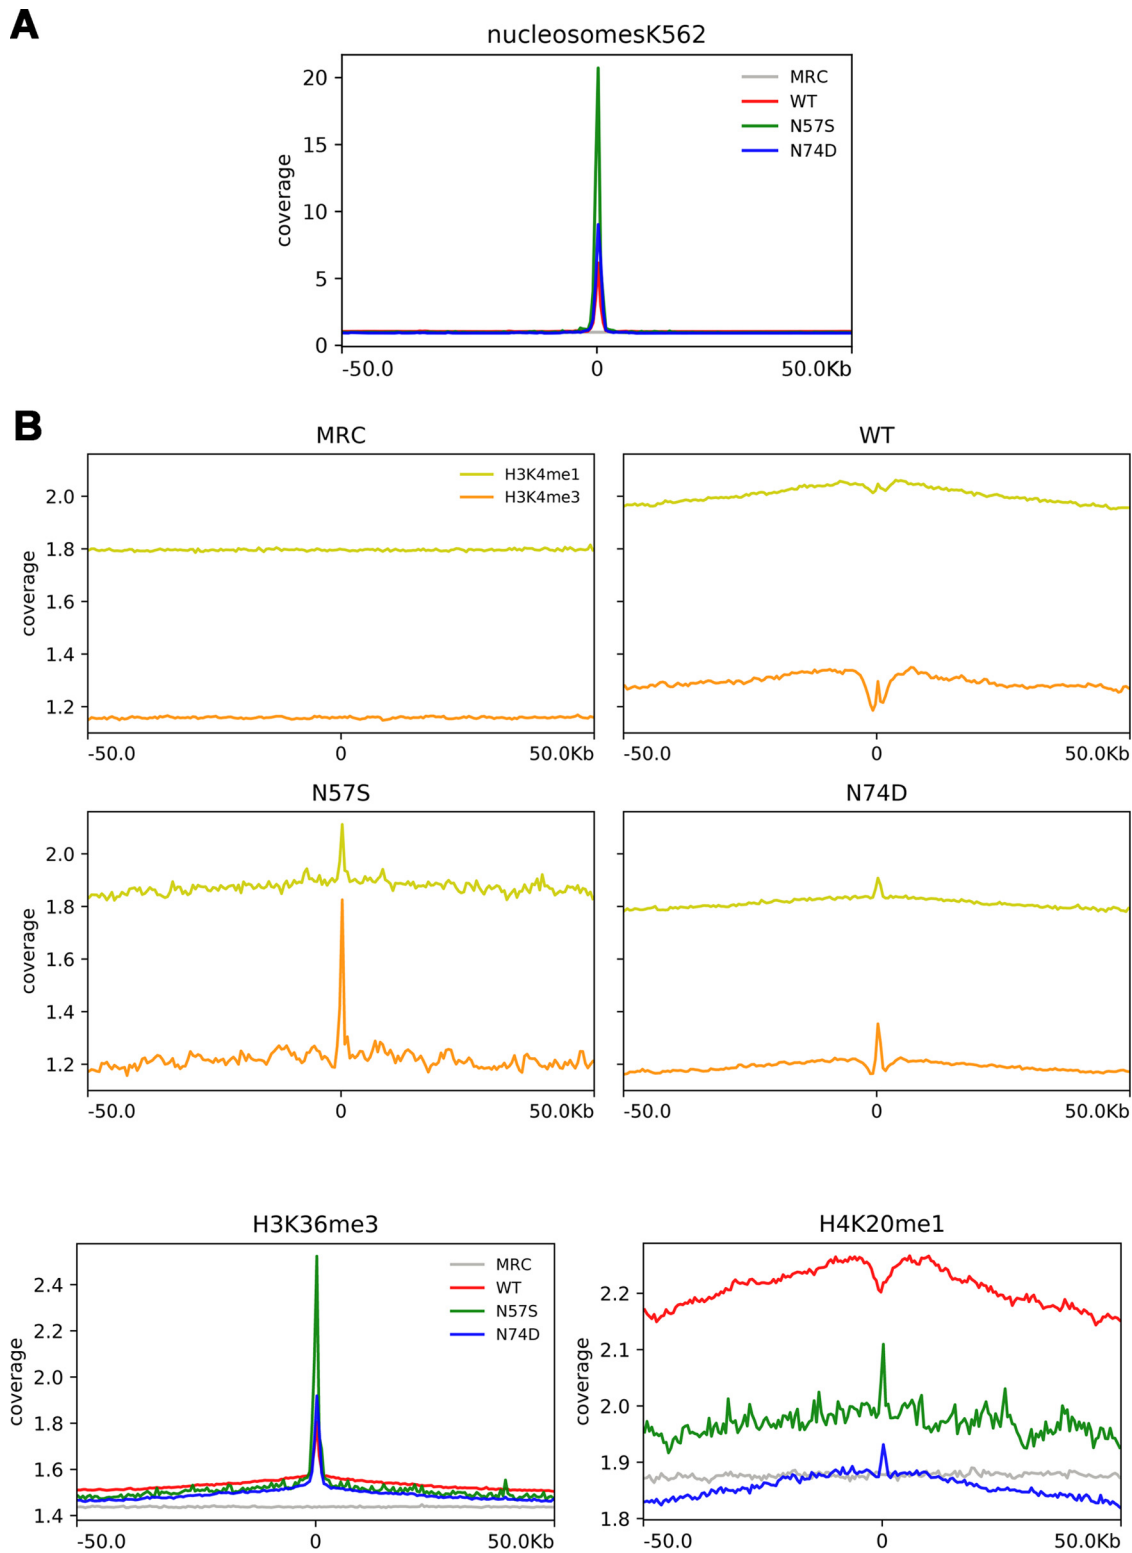 A
nucleosomesK562
coverage
20
15
10
5
0
MRC
WT
N57S
N74D
-50.0 0 50.0Kb
B
MRC WT
coverage
2.0
1.8
1.6
1.4
1.2
H3K4me1
H3K4me3
-50.0 0 50.0Kb -50.0 0 50.0Kb
N57S N74D
coverage
2.0
1.8
1.6
1.4
1.2
-50.0 0 50.0Kb -50.0 0 50.0Kb
H3K36me3
coverage
2.4
2.2
2.0
1.8
1.6
1.4
MRC
WT
N57S
N74D
-50.0 0 50.0Kb
H4K20me1
coverage
2.2
2.1
2.0
1.9
1.8
-50.0 0 50.0Kb